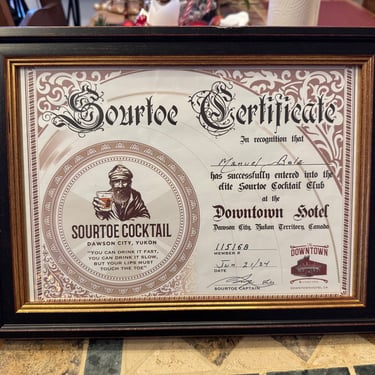 Sourtoe Certificate
In recognition that
Manuel
has successfully entered into the
elite Sourtoe Cocktail Club
at the
Downtown Hotel
Dawson City, Yukon Territory, Canada
115168
MEMBER #
Jun 21/24
DATE
SOURTOE CAPTAIN
SOURTOE COCKTAIL
DAWSON CITY, YUKON
"YOU CAN DRINK IT FAST,
YOU CAN DRINK IT SLOW,
BUT YOUR LIPS MUST
TOUCH THE TOE"
DOWNTOWN
DOWNTOWNHOTEL.CA